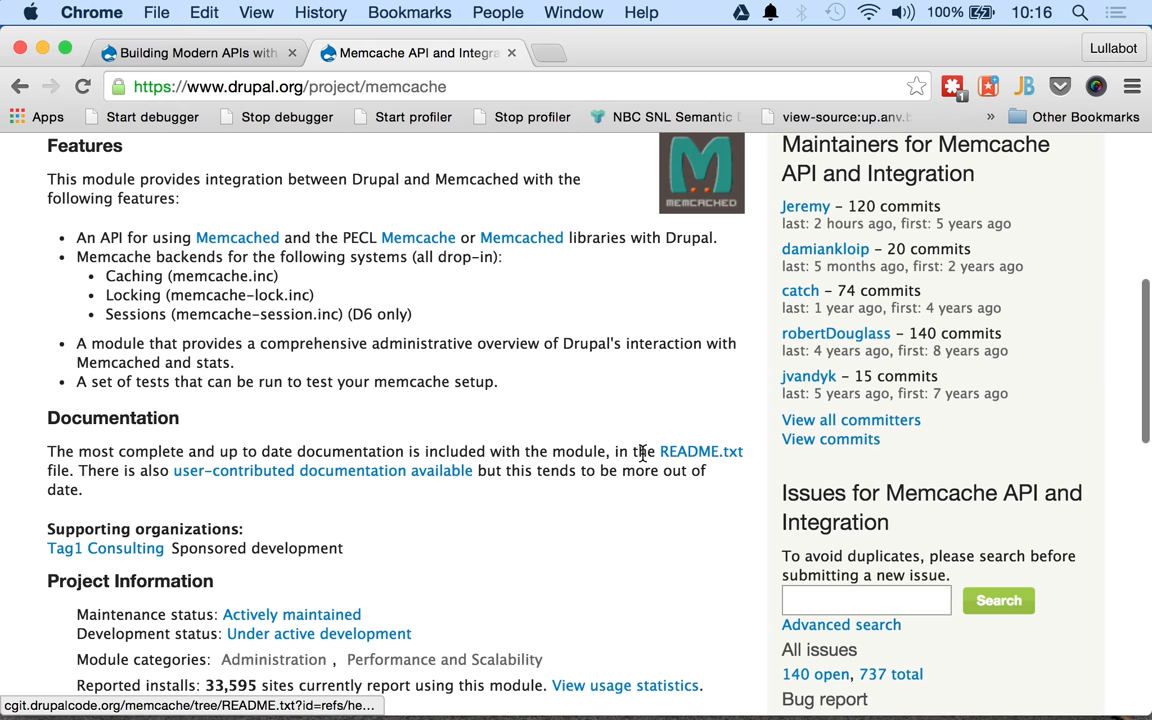 Chrome File Edit View History Bookmarks People Window Help 100% 10:16
Building Modern APIs with Memcache API and Integra Lullabot
https://www.drupal.org/project/memcache 1 JB
Apps Start debugger Stop debugger Start profiler Stop profiler NBC SNL Semantic view-source:up.anv.b » Other Bookmarks
Features
This module provides integration between Drupal and Memcached with the
following features:
MEMCACHED
• An API for using Memcached and the PECL Memcache or Memcached libraries with Drupal.
• Memcache backends for the following systems (all drop-in):
• Caching (memcache.inc)
• Locking (memcache-lock.inc)
• Sessions (memcache-session.inc) (D6 only)
• A module that provides a comprehensive administrative overview of Drupal's interaction with
Memcached and stats.
• A set of tests that can be run to test your memcache setup.
Documentation
The most complete and up to date documentation is included with the module, in the README.txt
file. There is also user-contributed documentation available but this tends to be more out of
date.
Supporting organizations:
Tag1 Consulting Sponsored development
Project Information
Maintenance status: Actively maintained
Development status: Under active development
Module categories: Administration , Performance and Scalability
Reported installs: 33,595 sites currently report using this module. View usage statistics.
cgit.drupalcode.org/memcache/tree/README.txt?id=refs/he...
Maintainers for Memcache
API and Integration
Jeremy – 120 commits
last: 2 hours ago, first: 5 years ago
damiankloip – 20 commits
last: 5 months ago, first: 2 years ago
catch – 74 commits
last: 1 year ago, first: 4 years ago
robertDouglass – 140 commits
last: 4 years ago, first: 8 years ago
jvandyk – 15 commits
last: 5 years ago, first: 7 years ago
View all committers
View commits
Issues for Memcache API and
Integration
To avoid duplicates, please search before
submitting a new issue.
Search
Advanced search
All issues
140 open, 737 total
Bug report